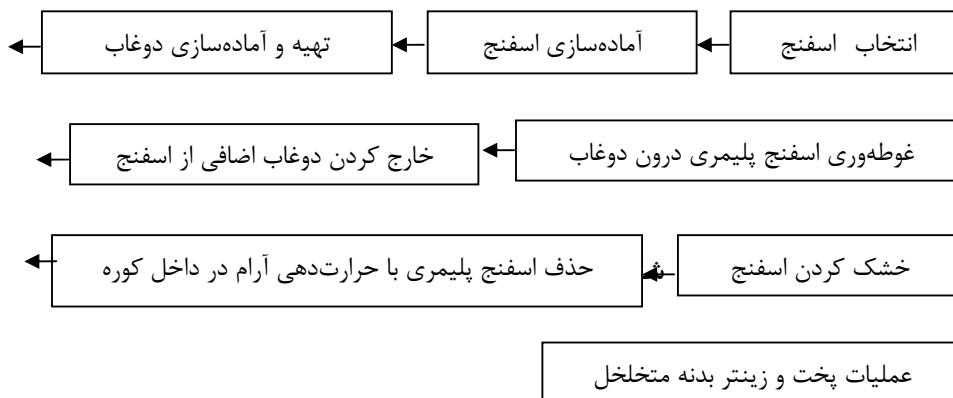 انتخاب اسفنج
آماده‌سازی اسفنج
تهیه و آماده‌سازی دوغاب
غوطه‌وری اسفنج پلیمری درون دوغاب
خارج کردن دوغاب اضافی از اسفنج
خشک کردن اسفنج
حذف اسفنج پلیمری با حرارت‌دهی آرام در داخل کوره
عملیات پخت و زینتر بدنه متخلخل